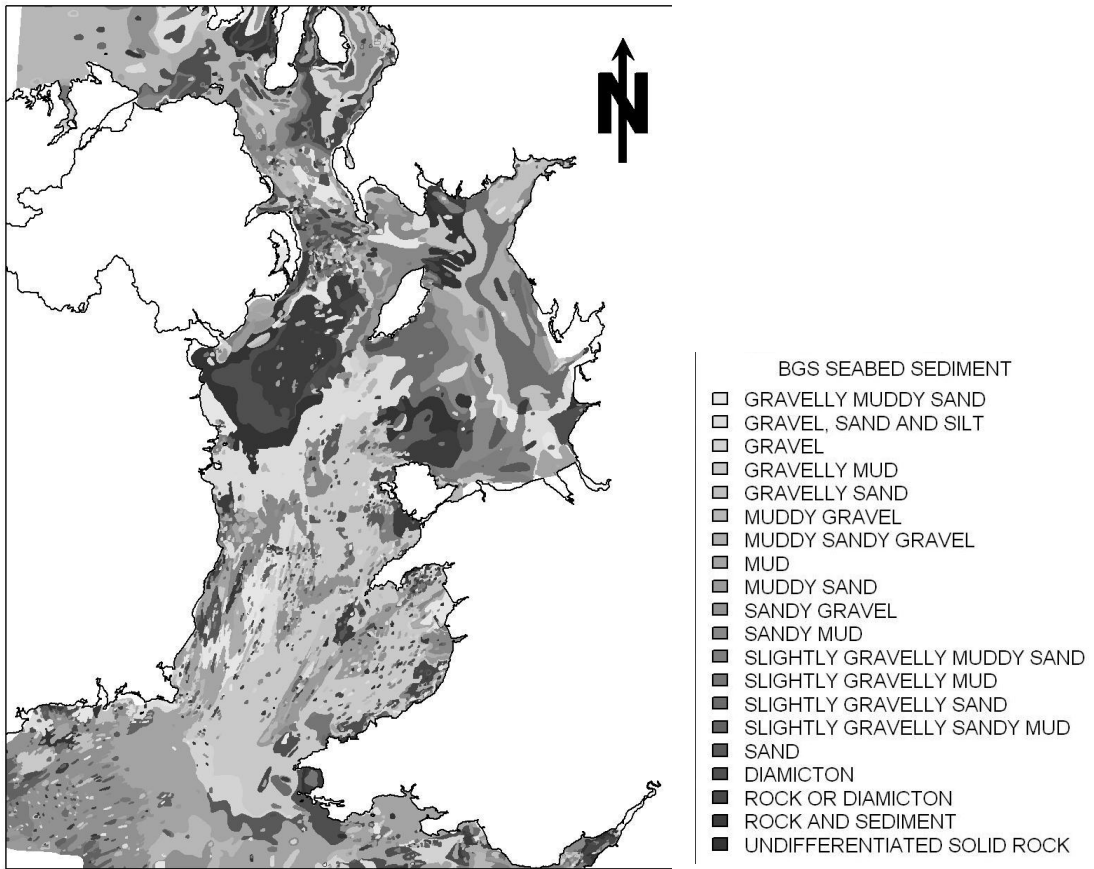 N
BGS SEABED SEDIMENT
GRAVELLY MUDDY SAND
GRAVEL, SAND AND SILT
GRAVEL
GRAVELLY MUD
GRAVELLY SAND
MUDDY GRAVEL
MUDDY SANDY GRAVEL
MUD
MUDDY SAND
SANDY GRAVEL
SANDY MUD
SLIGHTLY GRAVELLY MUDDY SAND
SLIGHTLY GRAVELLY MUD
SLIGHTLY GRAVELLY SAND
SLIGHTLY GRAVELLY SANDY MUD
SAND
DIAMICTON
ROCK OR DIAMICTON
ROCK AND SEDIMENT
UNDIFFERENTIATED SOLID ROCK